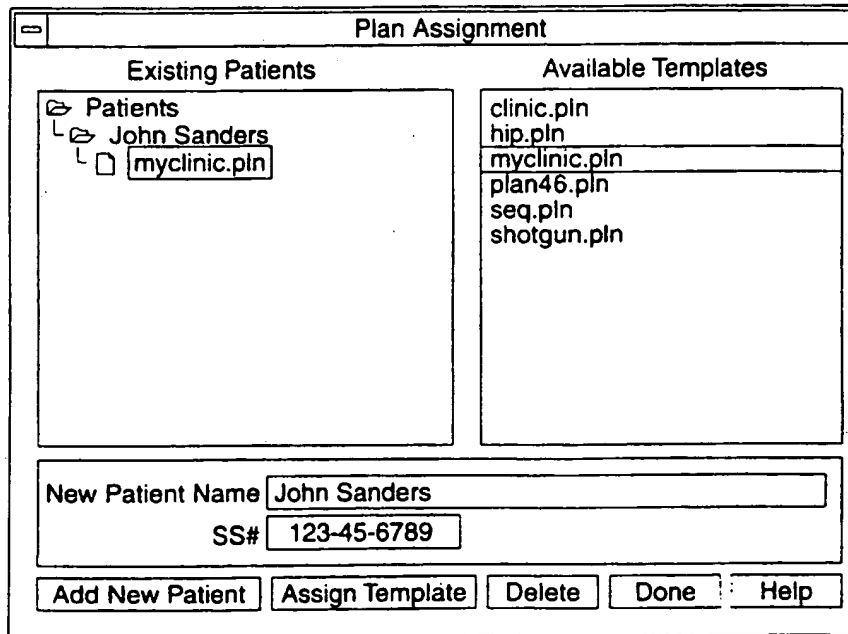 Plan Assignment
Existing Patients
Available Templates
Patients
John Sanders
myclinic.pln
clinic.pln
hip.pln
myclinic.pln
plan46.pln
seq.pln
shotgun.pln
New Patient Name John Sanders
SS# 123-45-6789
Add New Patient Assign Template Delete Done Help